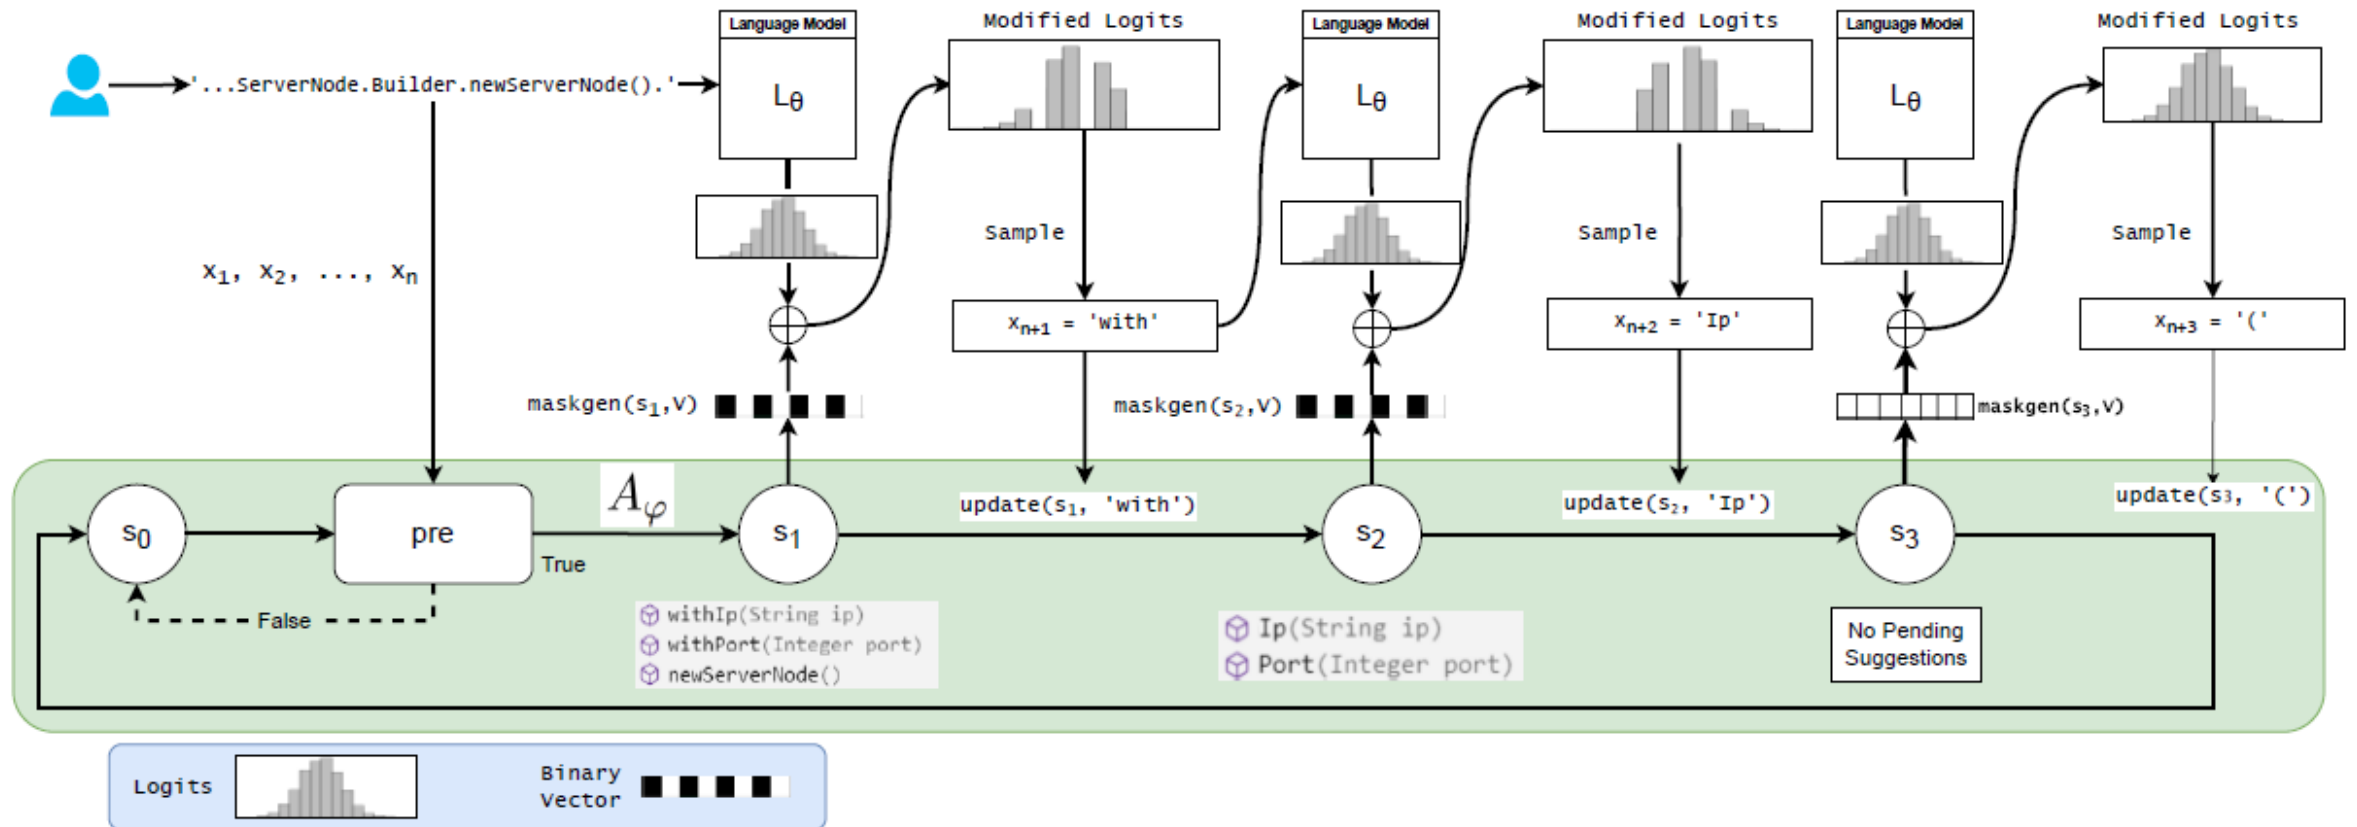 Language Model
Modified Logits
Language Model
Modified Logits
Language Model
Modified Logits
'...ServerNode.Builder.newServerNode().'
Lθ
Lθ
Lθ
x1, x2, ..., xn
Sample
Sample
Sample
xn+1 = 'with'
xn+2 = 'Ip'
xn+3 = '('
maskgen(s1,V)
maskgen(s2,V)
maskgen(s3,V)
Aφ
update(s1, 'with')
update(s2, 'Ip')
update(s3, '(')
s0
pre
True
s1
s2
s3
False
withIp(String ip)
withPort(Integer port)
newServerNode()
Ip(String ip)
Port(Integer port)
No Pending
Suggestions
Logits
Binary
Vector